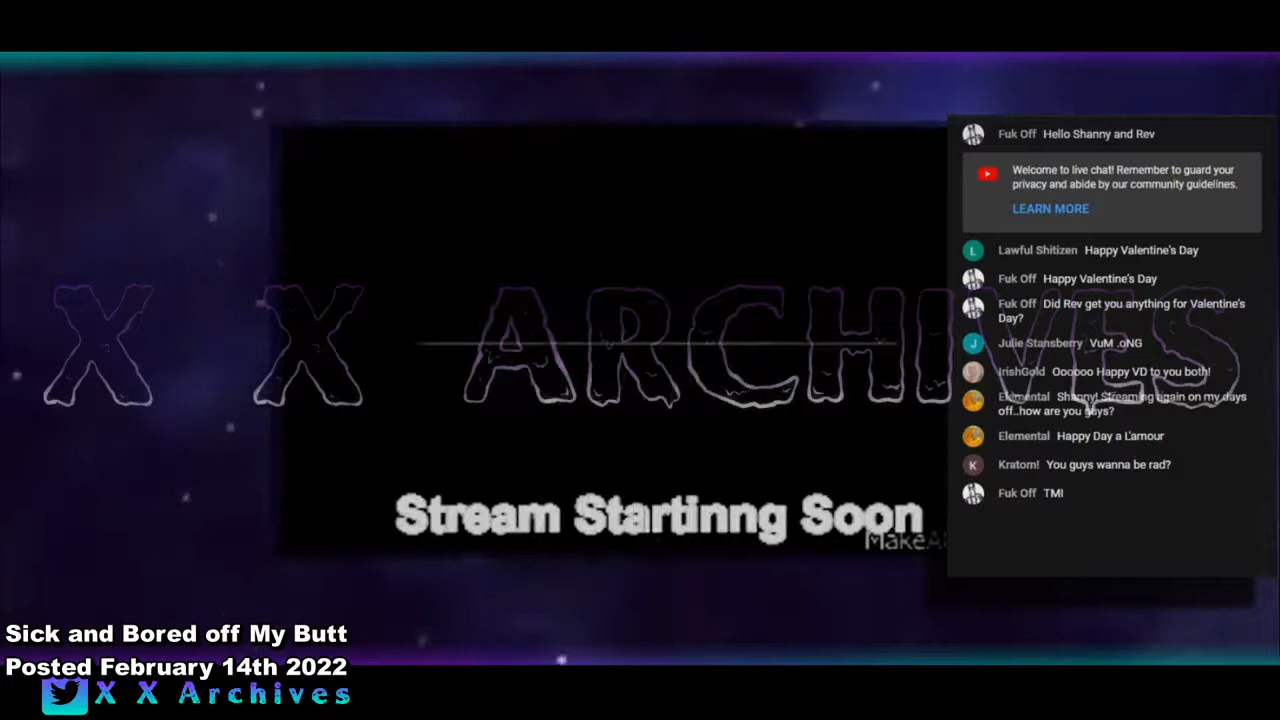 Fuk Off Hello Shanny and Rev
Welcome to live chat! Remember to guard your
privacy and abide by our community guidelines.
LEARN MORE
L Lawful Shitizen Happy Valentine's Day
Fuk Off Happy Valentine's Day
Fuk Off Did Rev get you anything for Valentine's
Day?
J Julie Stansberry VuM .oNG
IrishGold Oooooo Happy VD to you both!
Elemental Shanny! Streaming again on my days
off..how are you guys?
Elemental Happy Day a L'amour
K Kratom! You guys wanna be rad?
Fuk Off TMI
X X ARCHIVES
Stream Startinng Soon
MakeA
Sick and Bored off My Butt
Posted February 14th 2022
X X Archives